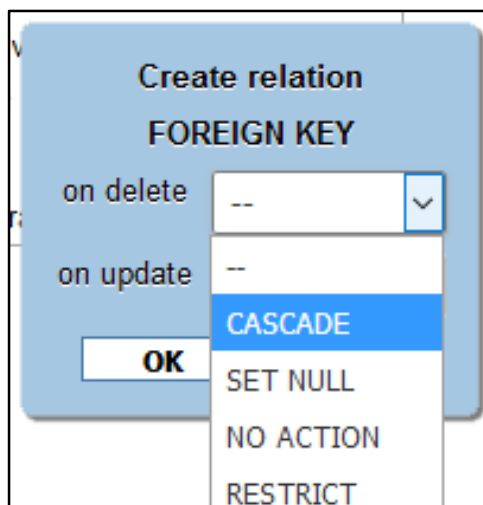 Create relation
FOREIGN KEY
on delete --
on update --
CASCADE
OK SET NULL
NO ACTION
RESTRICT